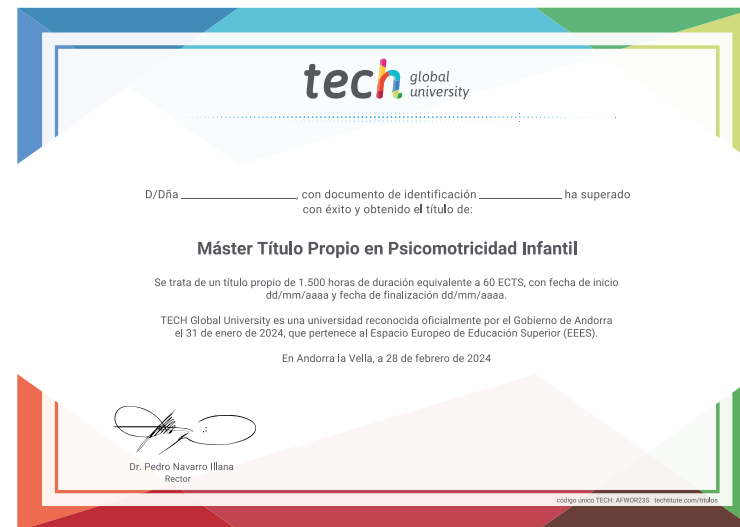 tech global university
D/Dña ____________________, con documento de identificación ______________ ha superado
con éxito y obtenido el título de:
Máster Título Propio en Psicomotricidad Infantil
Se trata de un título propio de 1.500 horas de duración equivalente a 60 ECTS, con fecha de inicio
dd/mm/aaaa y fecha de finalización dd/mm/aaaa.
TECH Global University es una universidad reconocida oficialmente por el Gobierno de Andorra
el 31 de enero de 2024, que pertenece al Espacio Europeo de Educación Superior (EEES).
En Andorra la Vella, a 28 de febrero de 2024
Dr. Pedro Navarro Illana
Rector
código único TECH: AFWOR23S techtitute.com/titulos